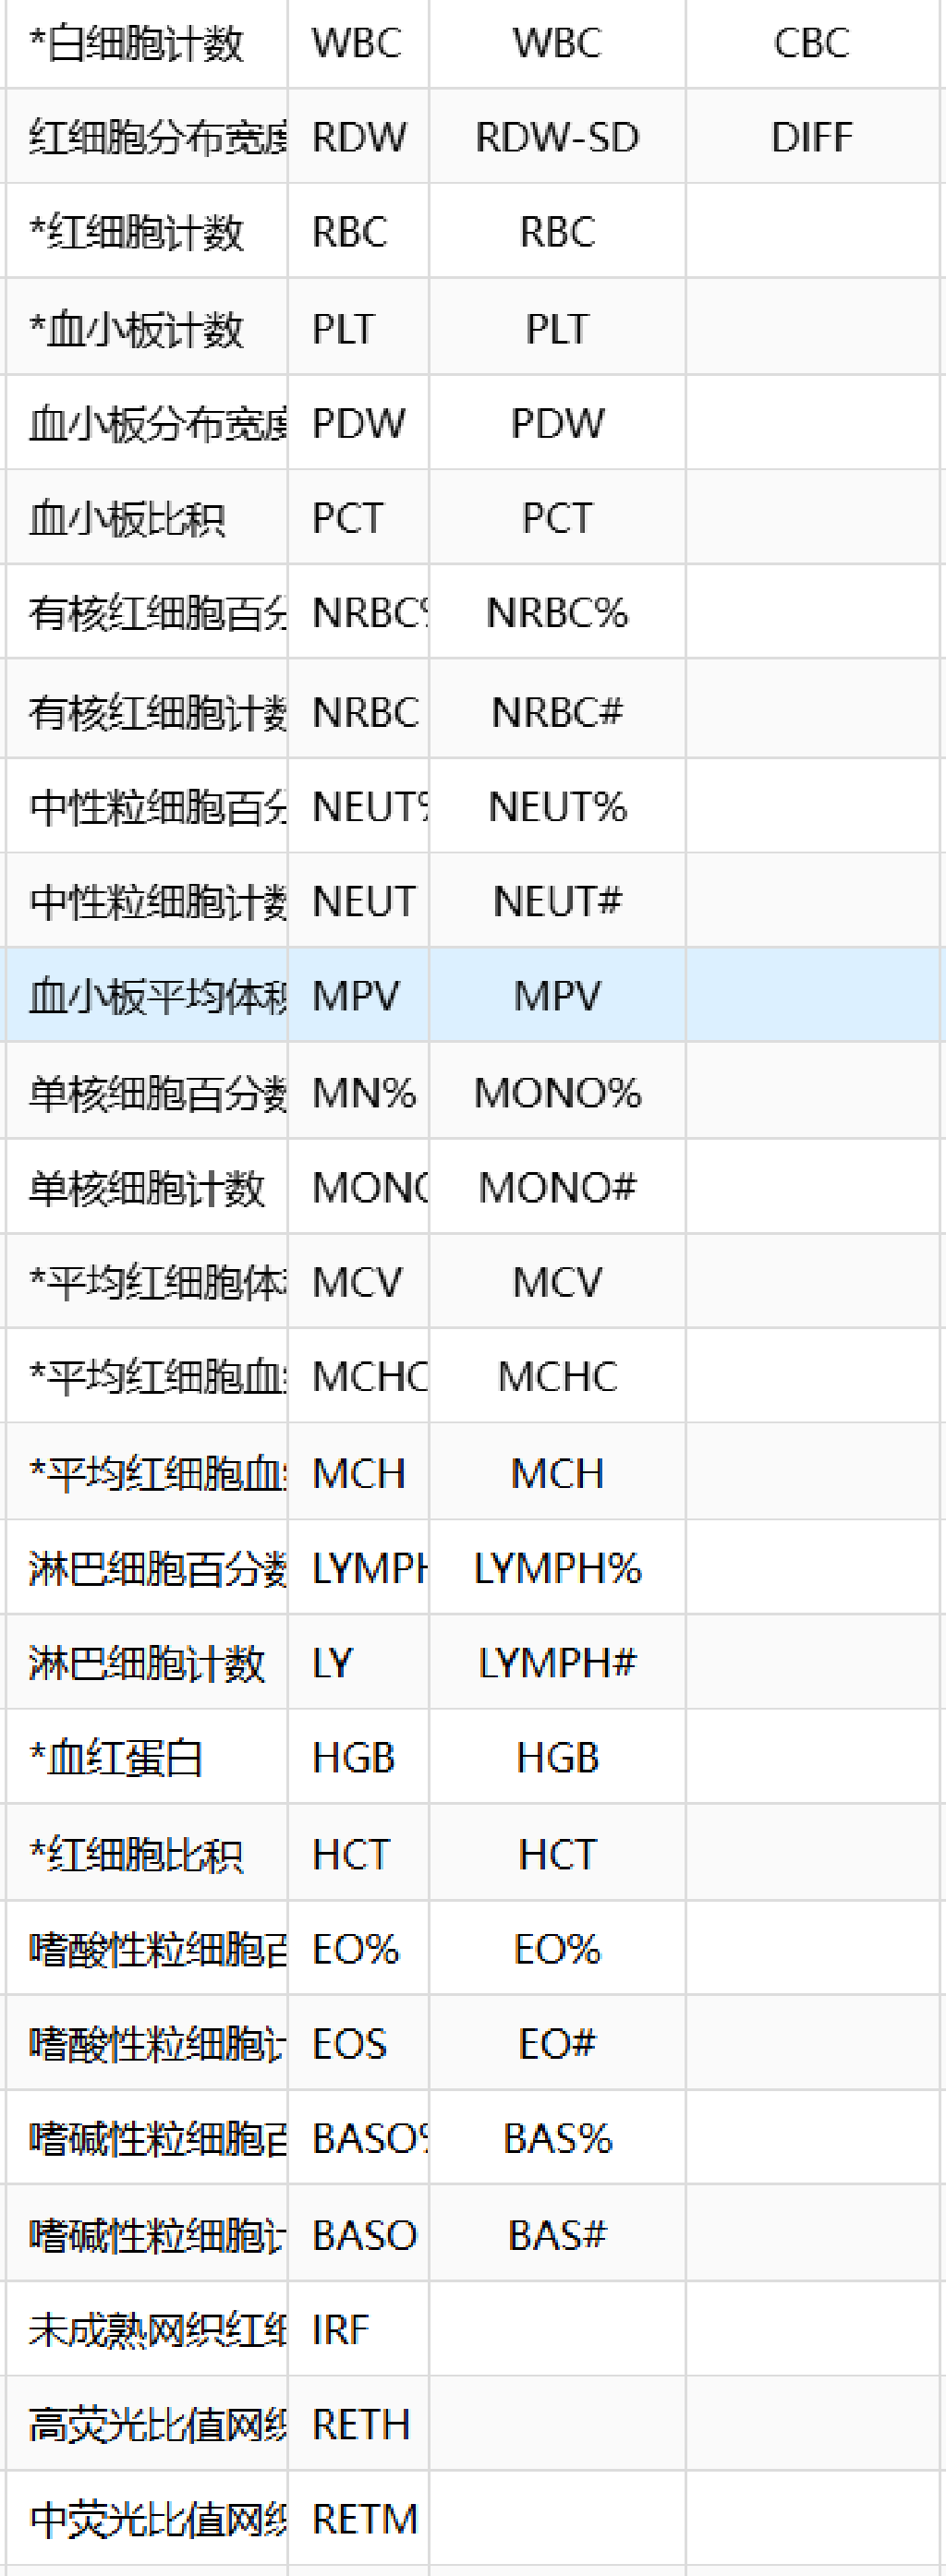 *白细胞计数 WBC WBC CBC
红细胞分布宽度 RDW RDW-SD DIFF
*红细胞计数 RBC RBC
*血小板计数 PLT PLT
血小板分布宽度 PDW PDW
血小板比积 PCT PCT
有核红细胞百分 NRBC% NRBC%
有核红细胞计数 NRBC NRBC#
中性粒细胞百分 NEUT% NEUT%
中性粒细胞计数 NEUT NEUT#
血小板平均体积 MPV MPV
单核细胞百分数 MN% MONO%
单核细胞计数 MONO MONO#
*平均红细胞体 MCV MCV
*平均红细胞血 MCHC MCHC
*平均红细胞血 MCH MCH
淋巴细胞百分数 LYMPH LYMPH%
淋巴细胞计数 LY LYMPH#
*血红蛋白 HGB HGB
*红细胞比积 HCT HCT
嗜酸性粒细胞百 EO% EO%
嗜酸性粒细胞计 EOS EO#
嗜碱性粒细胞百 BASO% BAS%
嗜碱性粒细胞计 BASO BAS#
未成熟网织红细 IRF
高荧光比值网织 RETH
中荧光比值网织 RETM